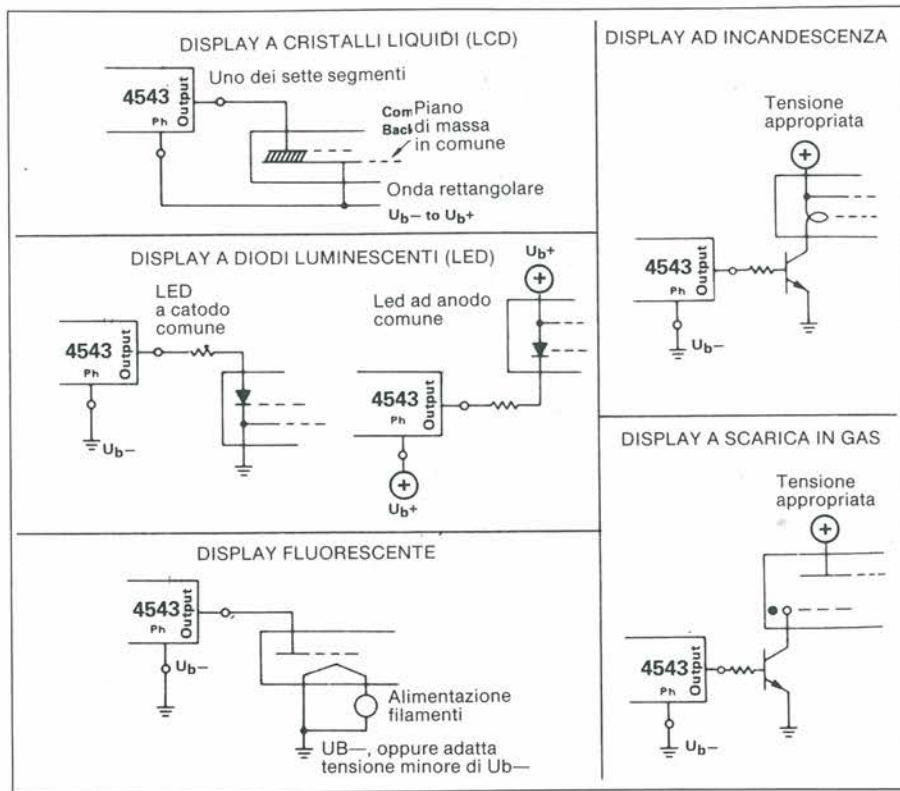 DISPLAY A CRISTALLI LIQUIDI (LCD)
Uno dei sette segmenti
4543
Ph
Output
Com Piano
Back di massa
in comune
Onda rettangolare
Ub− to Ub+
DISPLAY A DIODI LUMINESCENTI (LED)
LED
a catodo
comune
4543
Ph
Output
Ub−
Ub+
Led ad anodo
comune
4543
Ph
Output
Ub+
DISPLAY FLUORESCENTE
4543
Ph
Output
Ub−
Alimentazione
filamenti
UB—, oppure adatta
tensione minore di Ub—
DISPLAY AD INCANDESCENZA
Tensione
appropriata
4543
Ph
Output
Ub−
DISPLAY A SCARICA IN GAS
Tensione
appropriata
4543
Ph
Output
Ub−